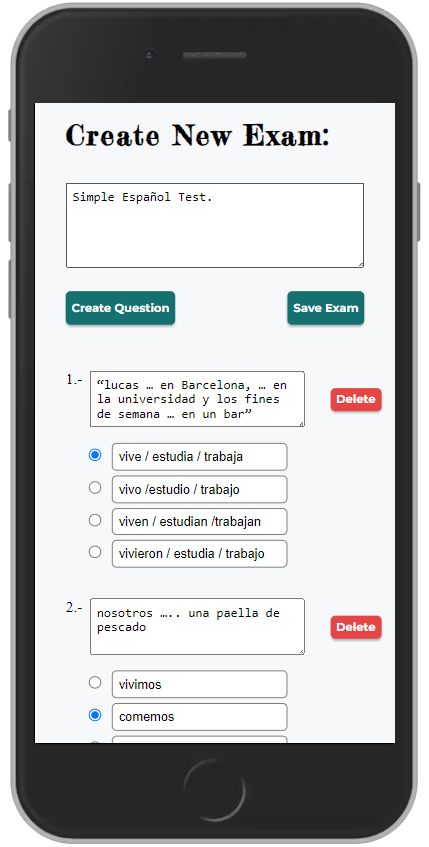 Create New Exam:
Simple Español Test.
Create Question
Save Exam
1.-
“lucas … en Barcelona, … en
la universidad y los fines
de semana … en un bar”
Delete
vive / estudia / trabaja
vivo /estudio / trabajo
viven / estudian /trabajan
vivieron / estudia / trabajo
2.-
nosotros ….. una paella de
pescado
Delete
vivimos
comemos